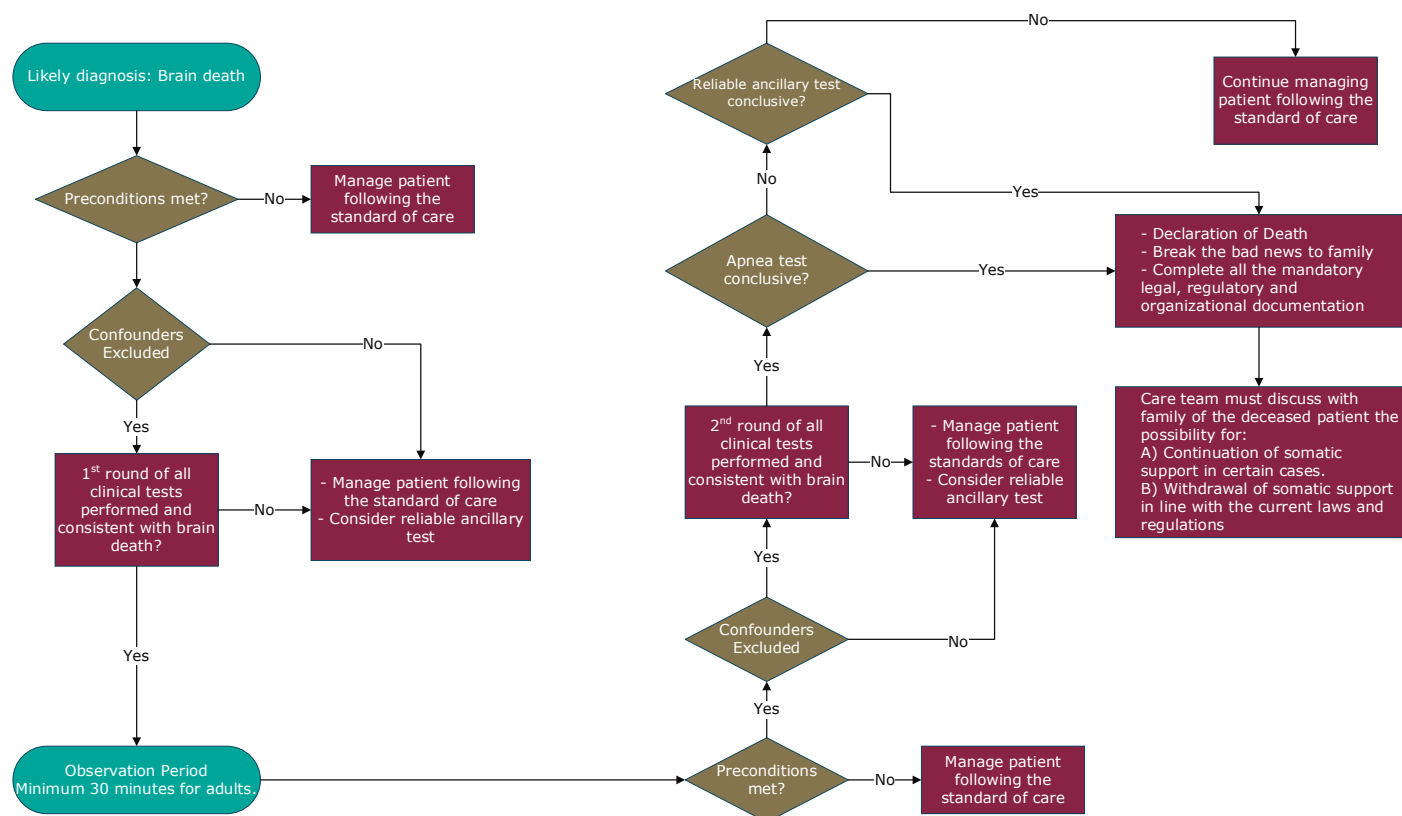 Likely diagnosis: Brain death
Preconditions met?
No
Manage patient
following the
standard of care
Confounders
Excluded
No
Yes
1st round of all
clinical tests
performed and
consistent with brain
death?
No
- Manage patient following
the standard of care
- Consider reliable ancillary
test
Yes
Observation Period
Minimum 30 minutes for adults.
Preconditions
met?
No
Manage patient
following the
standard of care
Yes
Confounders
Excluded
No
Yes
2nd round of all
clinical tests
performed and
consistent with brain
death?
No
- Manage patient
following the
standards of care
- Consider reliable
ancillary test
Yes
Apnea test
conclusive?
Yes
No
Reliable ancillary test
conclusive?
No
Continue managing
patient following the
standard of care
Yes
- Declaration of Death
- Break the bad news to family
- Complete all the mandatory
legal, regulatory and
organizational documentation
Care team must discuss with
family of the deceased patient the
possibility for:
A) Continuation of somatic
support in certain cases.
B) Withdrawal of somatic support
in line with the current laws and
regulations